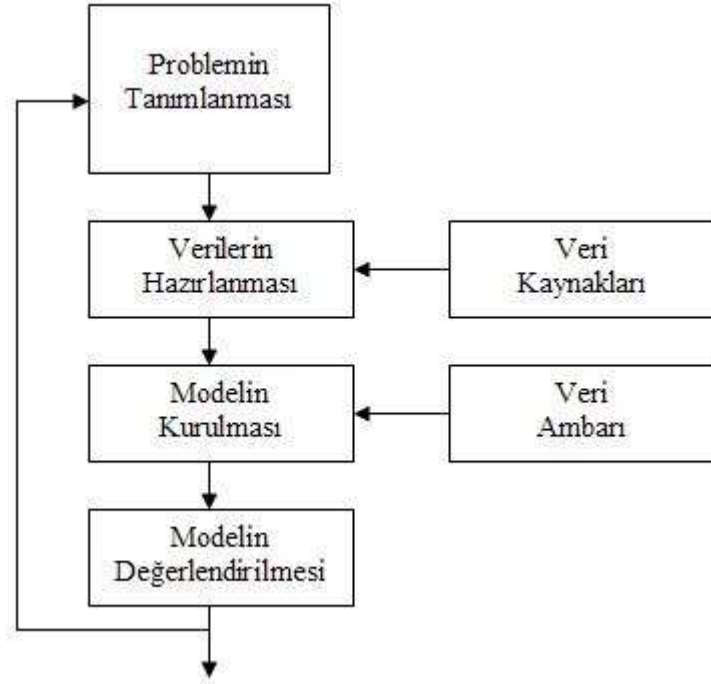 Problemin
Tanımlanması
Verilerin
Hazırlanması
Veri
Kaynakları
Modelin
Kurulması
Veri
Ambarı
Modelin
Değerlendirilmesi